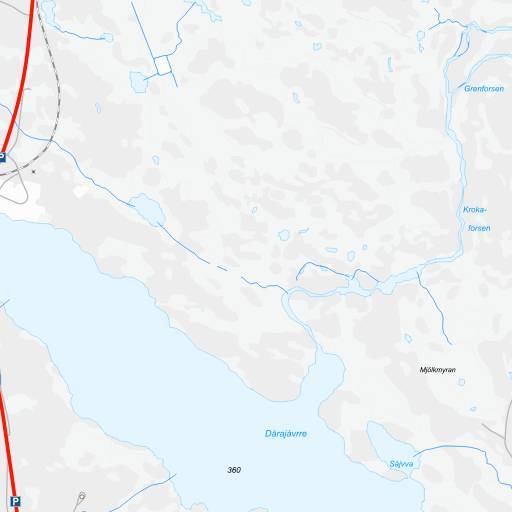 Grenforsen
P
Kroka-
forsen
Mjölkmyran
Dárajávrre
Sájvva
360
P